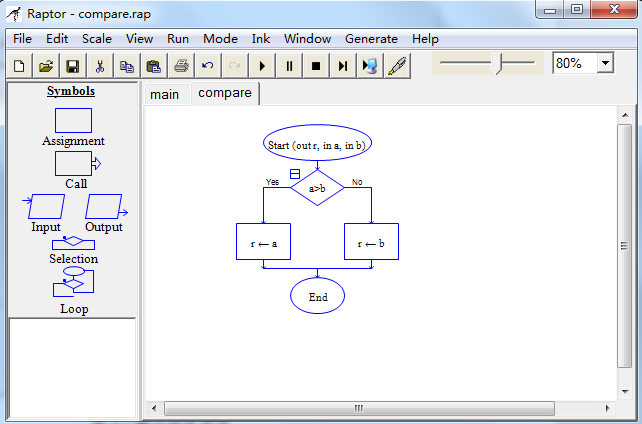 Raptor - compare.rap
File Edit Scale View Run Mode Ink Window Generate Help
80%
Symbols
Assignment
Call
Input Output
Selection
Loop
main compare
Start (out r, in a, in b)
Yes a>b No
r ← a r ← b
End